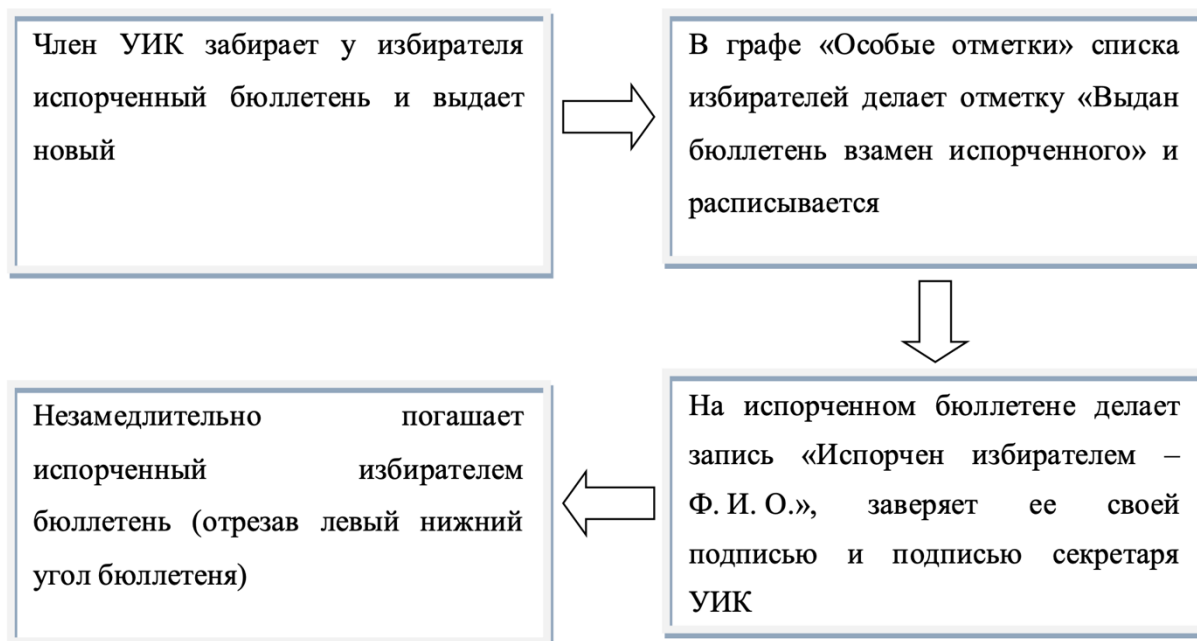 Член УИК забирает у избирателя
испорченный бюллетень и выдает
новый
В графе «Особые отметки» списка
избирателей делает отметку «Выдан
бюллетень взамен испорченного» и
расписывается
На испорченном бюллетене делает
запись «Испорчен избирателем –
Ф. И. О.», заверяет ее своей
подписью и подписью секретаря
УИК
Незамедлительно погашает
испорченный избирателем
бюллетень (отрезав левый нижний
угол бюллетеня)